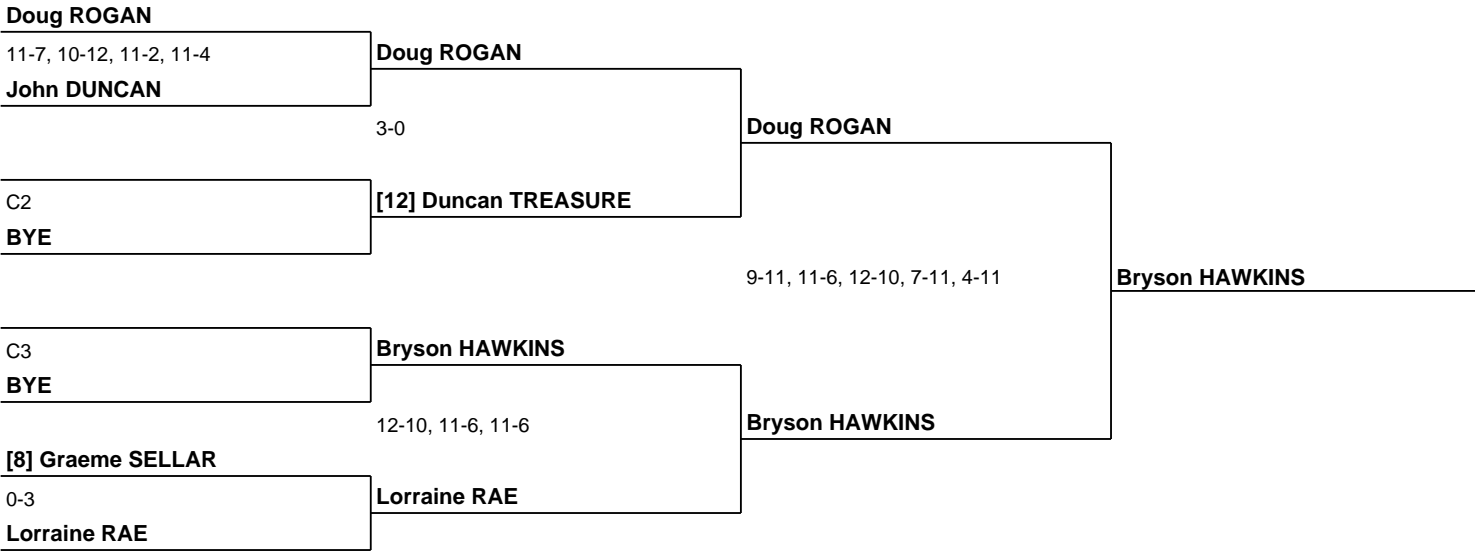 Doug ROGAN
11-7, 10-12, 11-2, 11-4
Doug ROGAN
John DUNCAN
3-0
Doug ROGAN
C2
[12] Duncan TREASURE
BYE
9-11, 11-6, 12-10, 7-11, 4-11
Bryson HAWKINS
C3
Bryson HAWKINS
BYE
12-10, 11-6, 11-6
Bryson HAWKINS
[8] Graeme SELLAR
0-3
Lorraine RAE
Lorraine RAE